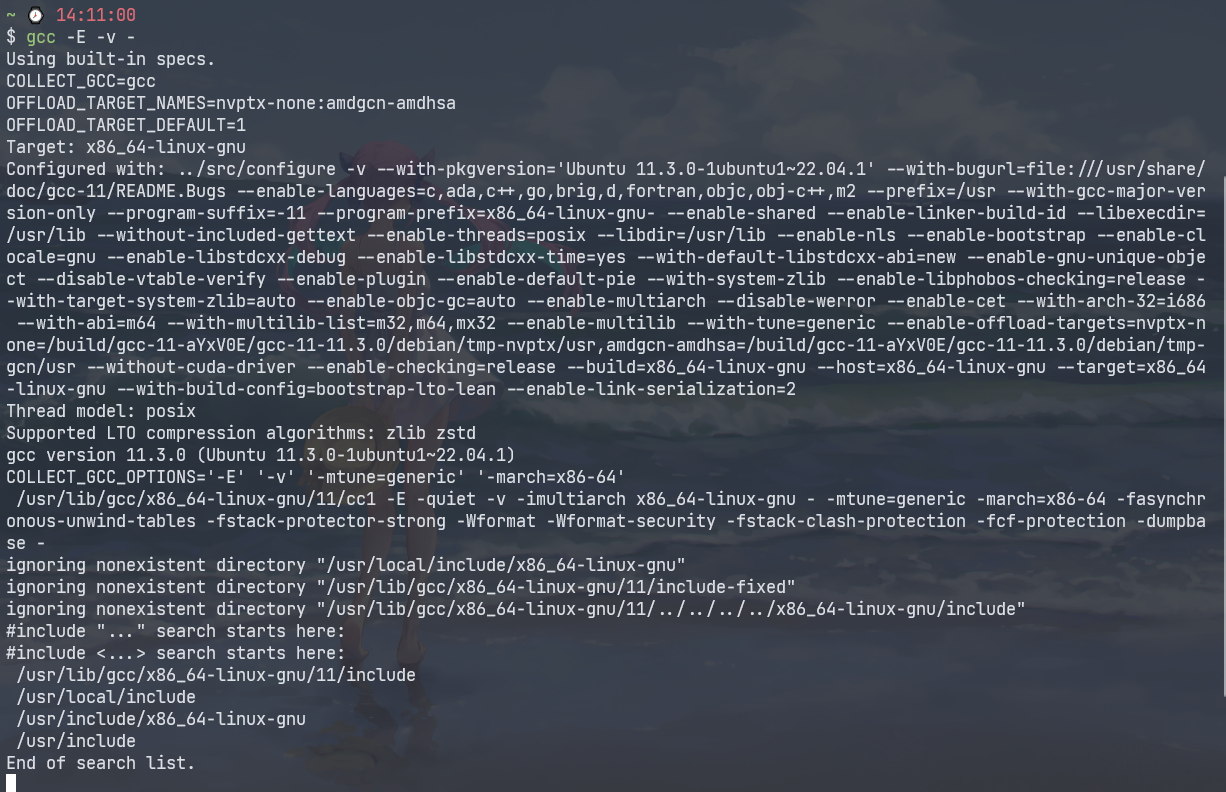 ~ ⌚ 14:11:00
$ gcc -E -v -
Using built-in specs.
COLLECT_GCC=gcc
OFFLOAD_TARGET_NAMES=nvptx-none:amdgcn-amdhsa
OFFLOAD_TARGET_DEFAULT=1
Target: x86_64-linux-gnu
Configured with: ../src/configure -v --with-pkgversion='Ubuntu 11.3.0-1ubuntu1~22.04.1' --with-bugurl=file:///usr/share/
doc/gcc-11/README.Bugs --enable-languages=c,ada,c++,go,brig,d,fortran,objc,obj-c++,m2 --prefix=/usr --with-gcc-major-ver
sion-only --program-suffix=-11 --program-prefix=x86_64-linux-gnu- --enable-shared --enable-linker-build-id --libexecdir=
/usr/lib --without-included-gettext --enable-threads=posix --libdir=/usr/lib --enable-nls --enable-bootstrap --enable-cl
ocale=gnu --enable-libstdcxx-debug --enable-libstdcxx-time=yes --with-default-libstdcxx-abi=new --enable-gnu-unique-obje
ct --disable-vtable-verify --enable-plugin --enable-default-pie --with-system-zlib --enable-libphobos-checking=release -
-with-target-system-zlib=auto --enable-objc-gc=auto --enable-multiarch --disable-werror --enable-cet --with-arch-32=i686
 --with-abi=m64 --with-multilib-list=m32,m64,mx32 --enable-multilib --with-tune=generic --enable-offload-targets=nvptx-n
one=/build/gcc-11-aYxV0E/gcc-11-11.3.0/debian/tmp-nvptx/usr,amdgcn-amdhsa=/build/gcc-11-aYxV0E/gcc-11-11.3.0/debian/tmp-
gcn/usr --without-cuda-driver --enable-checking=release --build=x86_64-linux-gnu --host=x86_64-linux-gnu --target=x86_64
-linux-gnu --with-build-config=bootstrap-lto-lean --enable-link-serialization=2
Thread model: posix
Supported LTO compression algorithms: zlib zstd
gcc version 11.3.0 (Ubuntu 11.3.0-1ubuntu1~22.04.1)
COLLECT_GCC_OPTIONS='-E' '-v' '-mtune=generic' '-march=x86-64'
 /usr/lib/gcc/x86_64-linux-gnu/11/cc1 -E -quiet -v -imultiarch x86_64-linux-gnu - -mtune=generic -march=x86-64 -fasynchr
onous-unwind-tables -fstack-protector-strong -Wformat -Wformat-security -fstack-clash-protection -fcf-protection -dumpba
se -
ignoring nonexistent directory "/usr/local/include/x86_64-linux-gnu"
ignoring nonexistent directory "/usr/lib/gcc/x86_64-linux-gnu/11/include-fixed"
ignoring nonexistent directory "/usr/lib/gcc/x86_64-linux-gnu/11/../../../../x86_64-linux-gnu/include"
#include "..." search starts here:
#include <...> search starts here:
 /usr/lib/gcc/x86_64-linux-gnu/11/include
 /usr/local/include
 /usr/include/x86_64-linux-gnu
 /usr/include
End of search list.